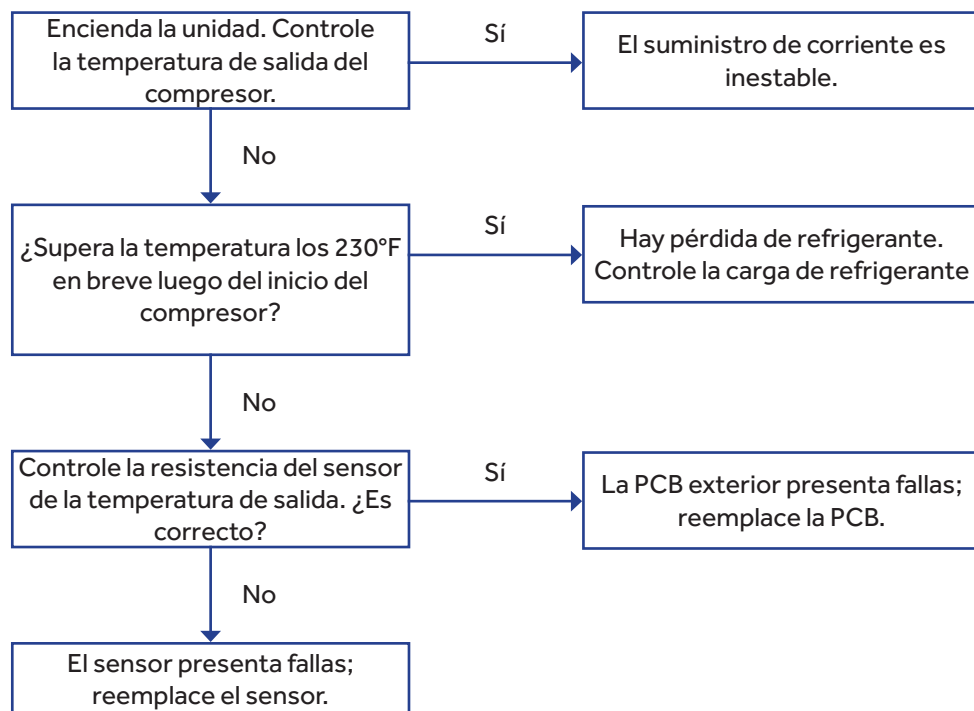 Encienda la unidad. Controle
la temperatura de salida del
compresor.
Sí
El suministro de corriente es
inestable.
No
¿Supera la temperatura los 230°F
en breve luego del inicio del
compresor?
Sí
Hay pérdida de refrigerante.
Controle la carga de refrigerante
No
Controle la resistencia del sensor
de la temperatura de salida. ¿Es
correcto?
Sí
La PCB exterior presenta fallas;
reemplace la PCB.
No
El sensor presenta fallas;
reemplace el sensor.